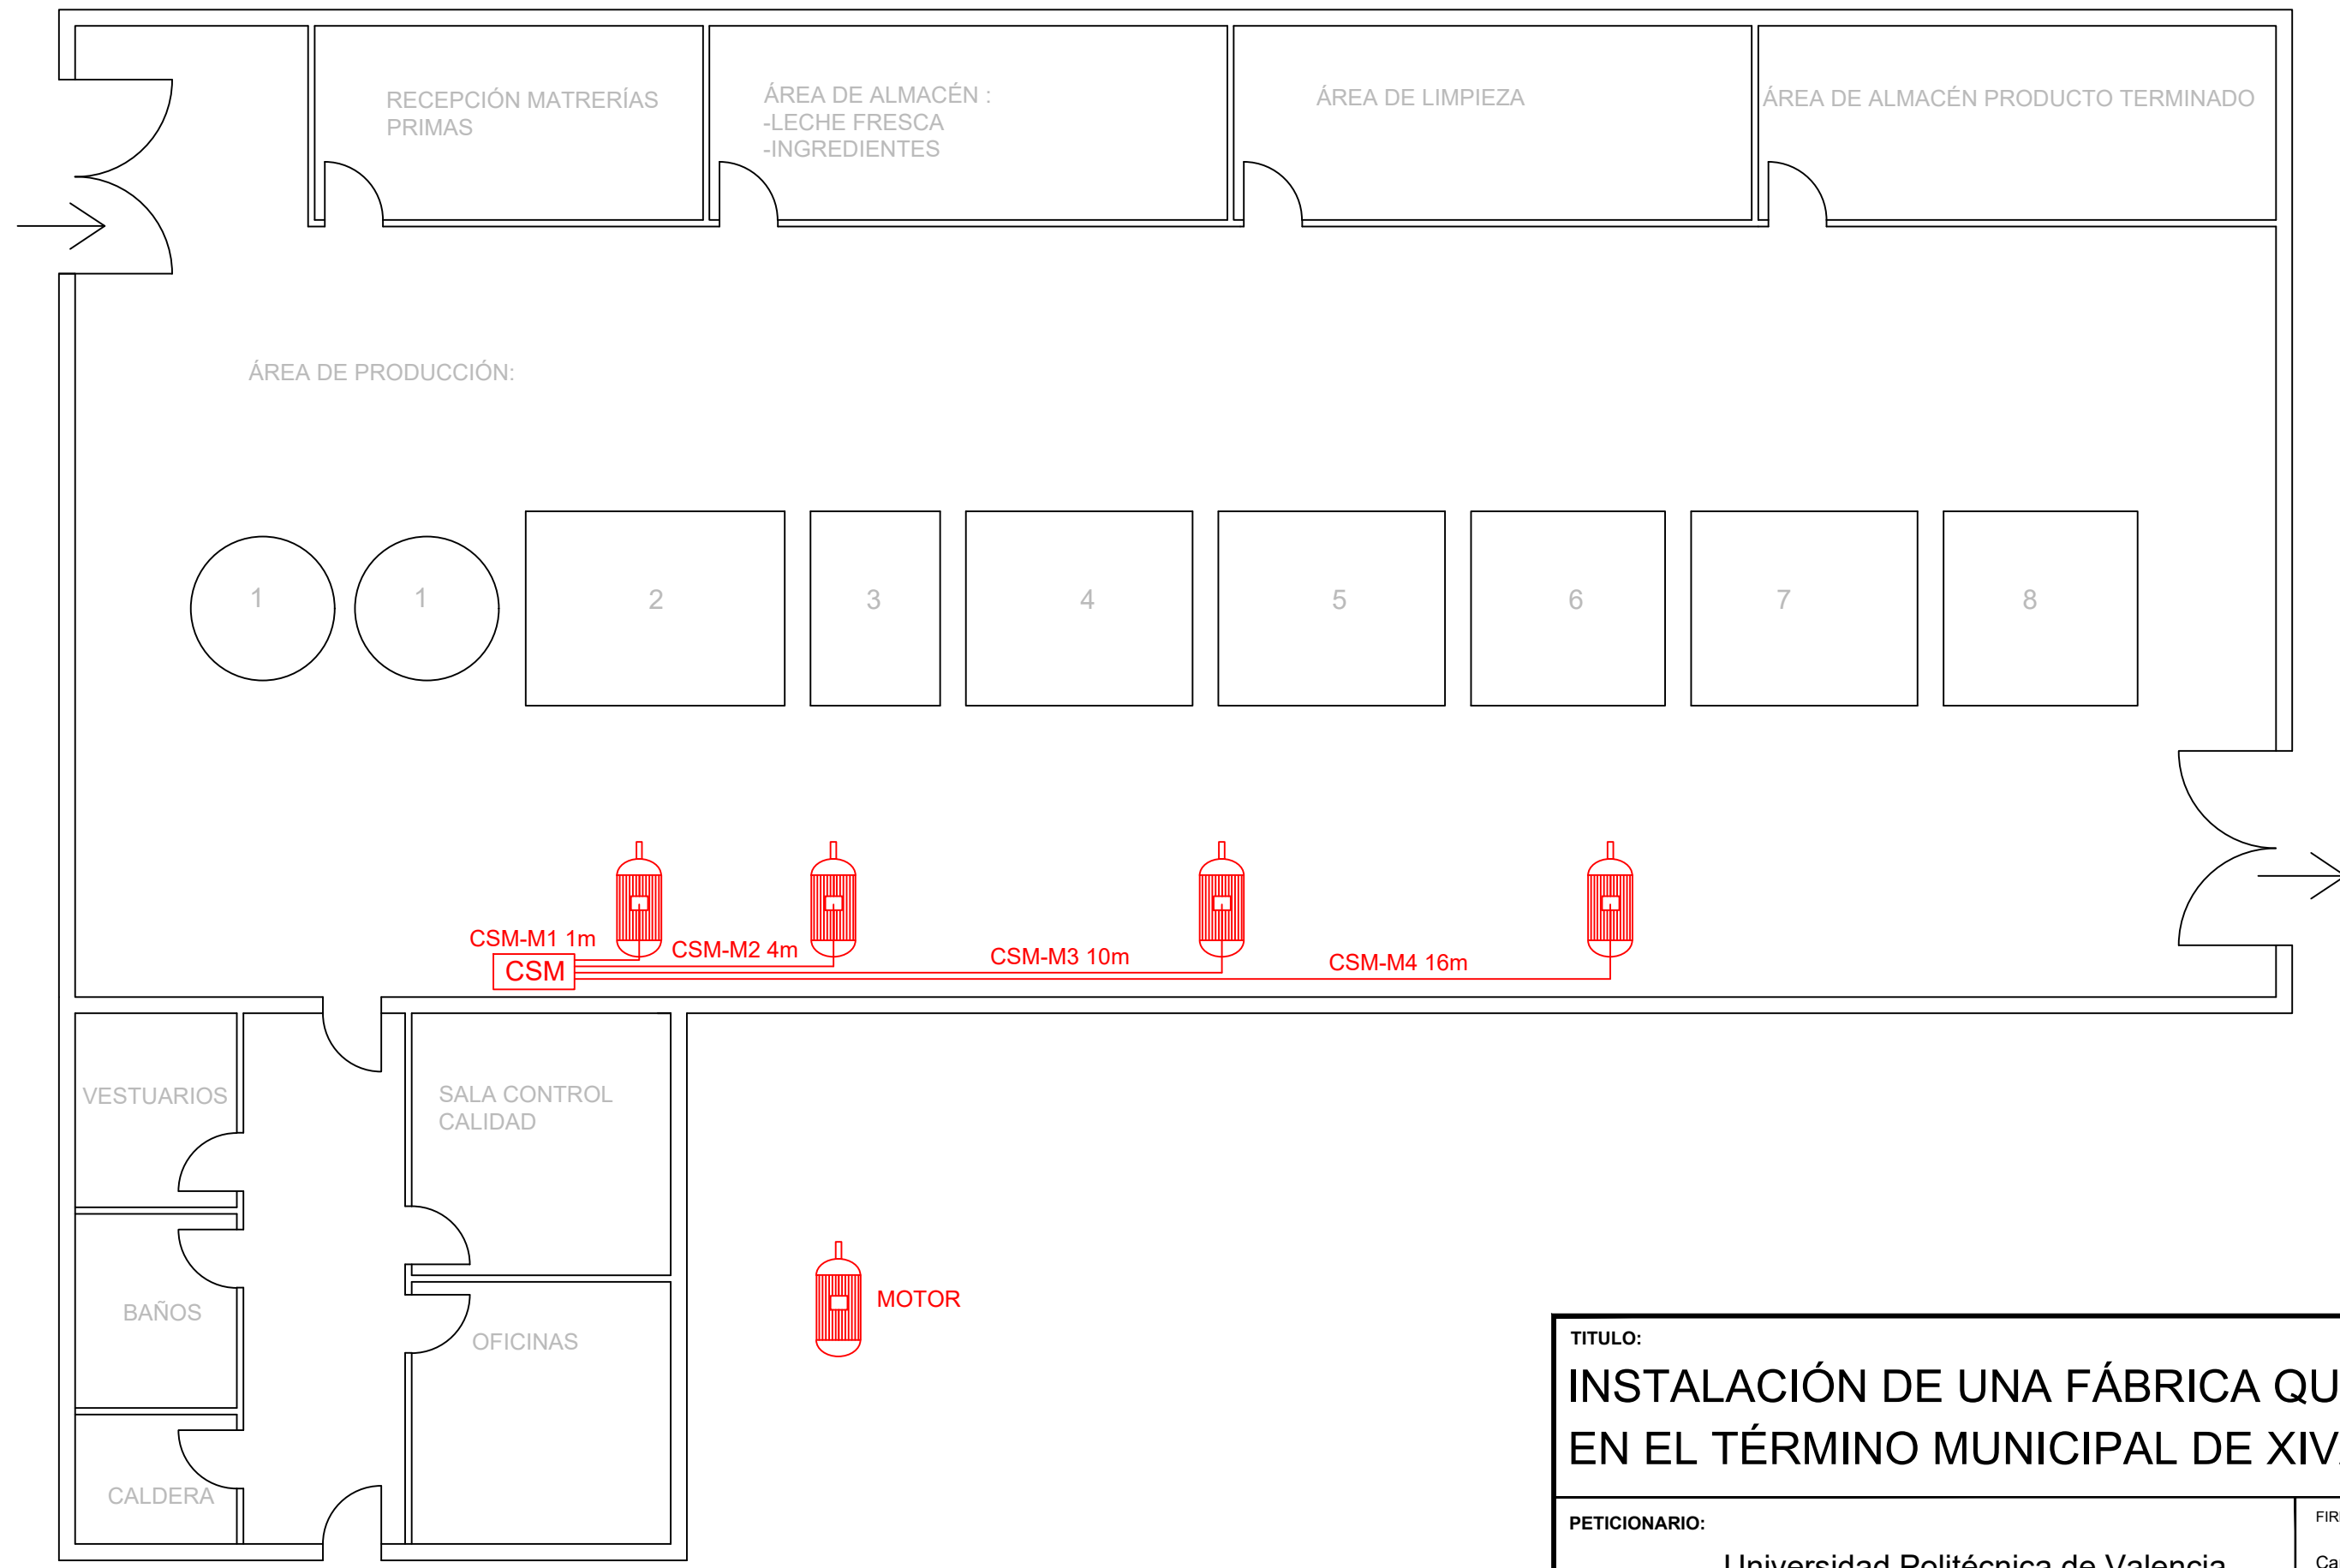 RECEPCIÓN MATRERÍAS
PRIMAS
ÁREA DE ALMACÉN :
-LECHE FRESCA
-INGREDIENTES
ÁREA DE LIMPIEZA
ÁREA DE ALMACÉN PRODUCTO TERMINADO
ÁREA DE PRODUCCIÓN:
1
1
2
3
4
5
6
7
8
CSM-M1 1m
CSM-M2 4m
CSM-M3 10m
CSM-M4 16m
CSM
VESTUARIOS
SALA CONTROL
CALIDAD
BAÑOS
OFICINAS
CALDERA
MOTOR
TITULO:
INSTALACIÓN DE UNA FÁBRICA QU
EN EL TÉRMINO MUNICIPAL DE XIV
PETICIONARIO:
Universidad Politécnica de Valencia